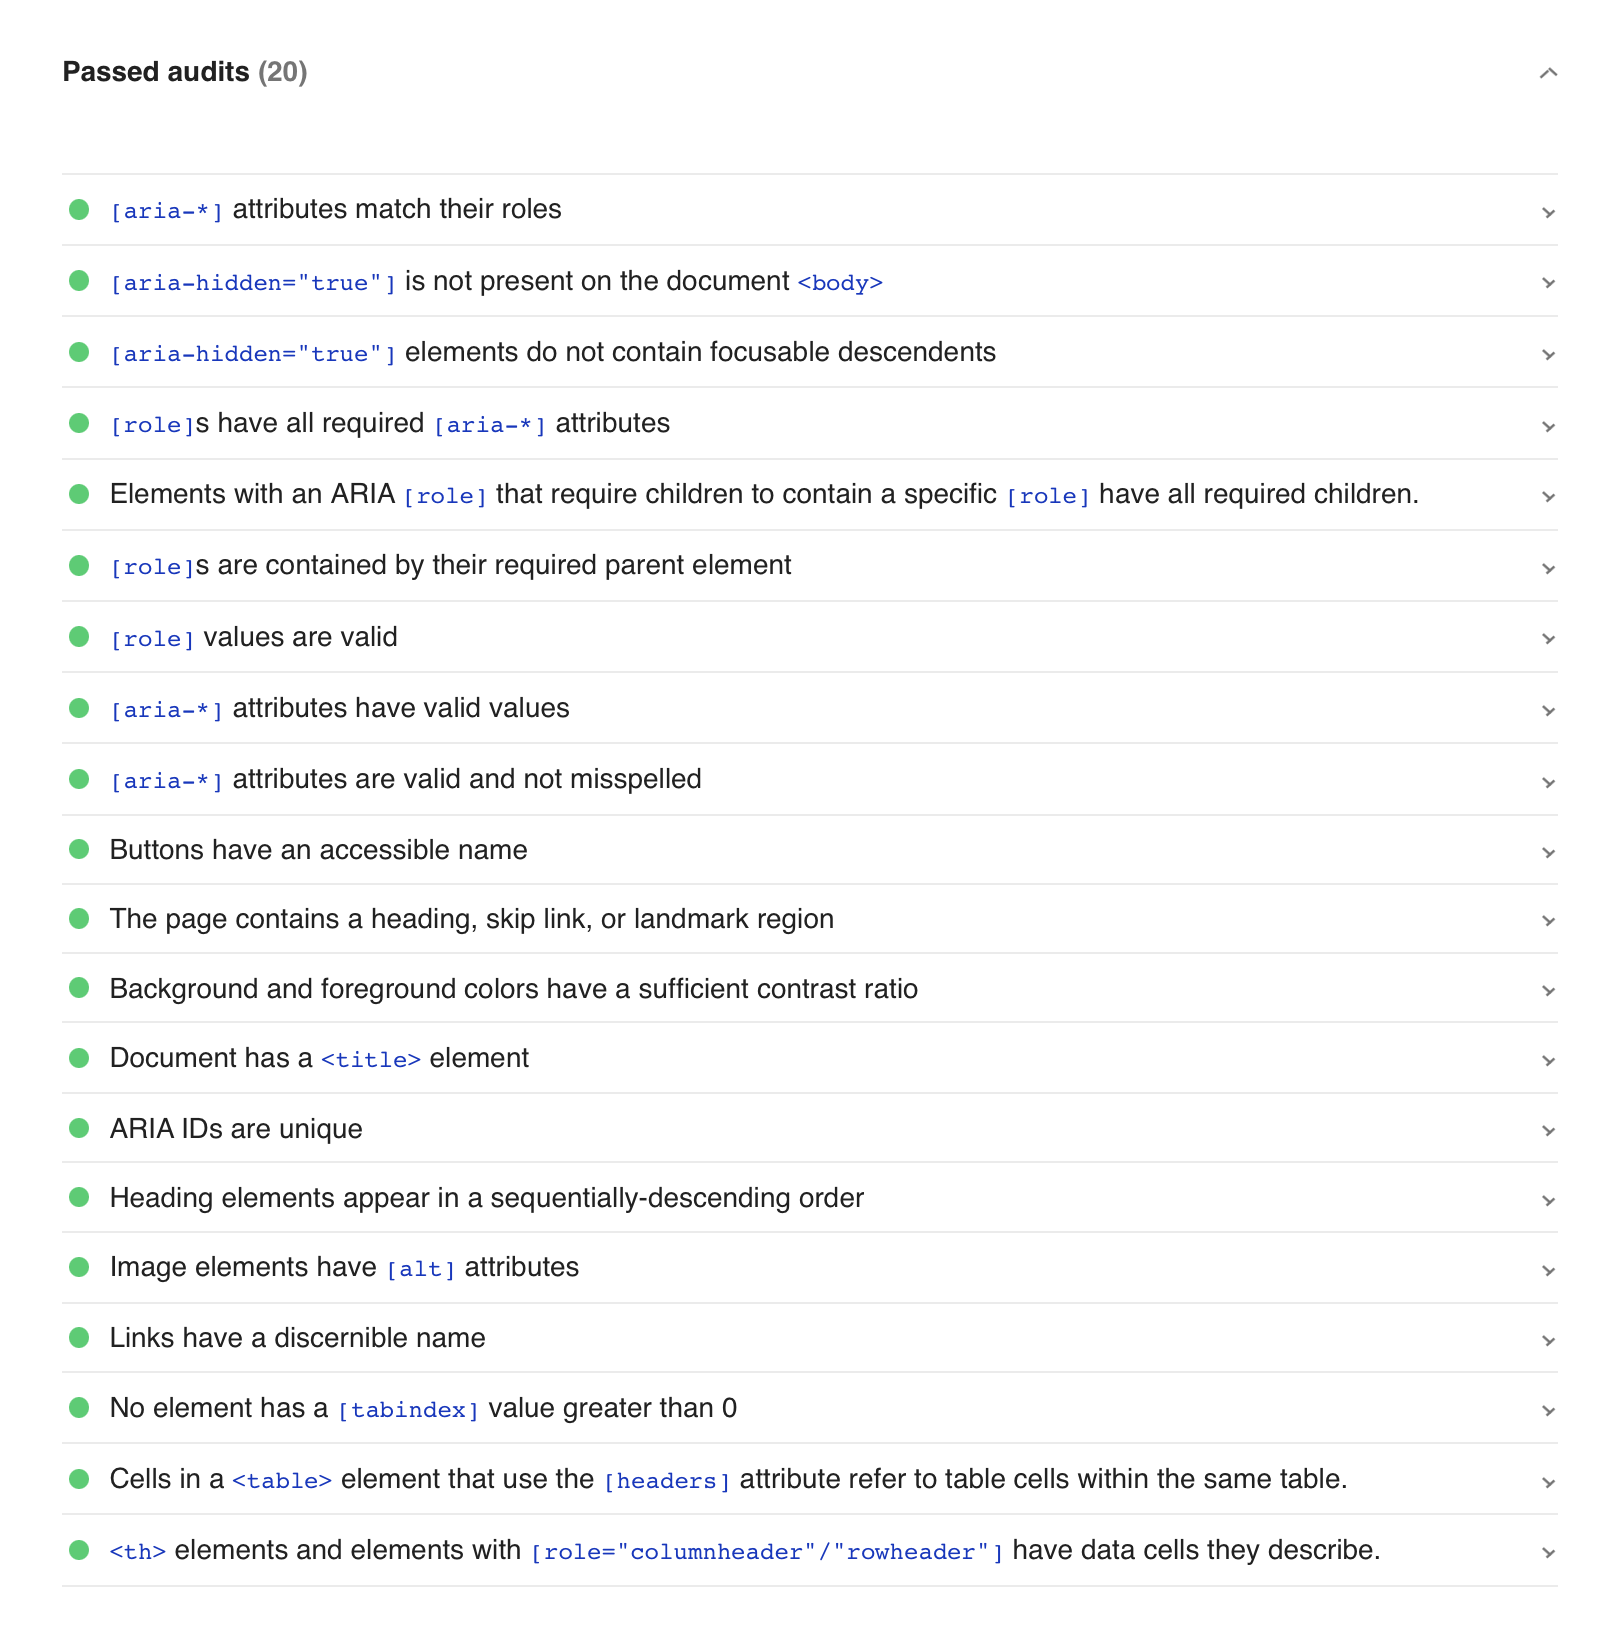 Passed audits (20)
[aria-*] attributes match their roles
[aria-hidden="true"] is not present on the document <body>
[aria-hidden="true"] elements do not contain focusable descendents
[role]s have all required [aria-*] attributes
Elements with an ARIA [role] that require children to contain a specific [role] have all required children.
[role]s are contained by their required parent element
[role] values are valid
[aria-*] attributes have valid values
[aria-*] attributes are valid and not misspelled
Buttons have an accessible name
The page contains a heading, skip link, or landmark region
Background and foreground colors have a sufficient contrast ratio
Document has a <title> element
ARIA IDs are unique
Heading elements appear in a sequentially-descending order
Image elements have [alt] attributes
Links have a discernible name
No element has a [tabindex] value greater than 0
Cells in a <table> element that use the [headers] attribute refer to table cells within the same table.
<th> elements and elements with [role="columnheader"/"rowheader"] have data cells they describe.